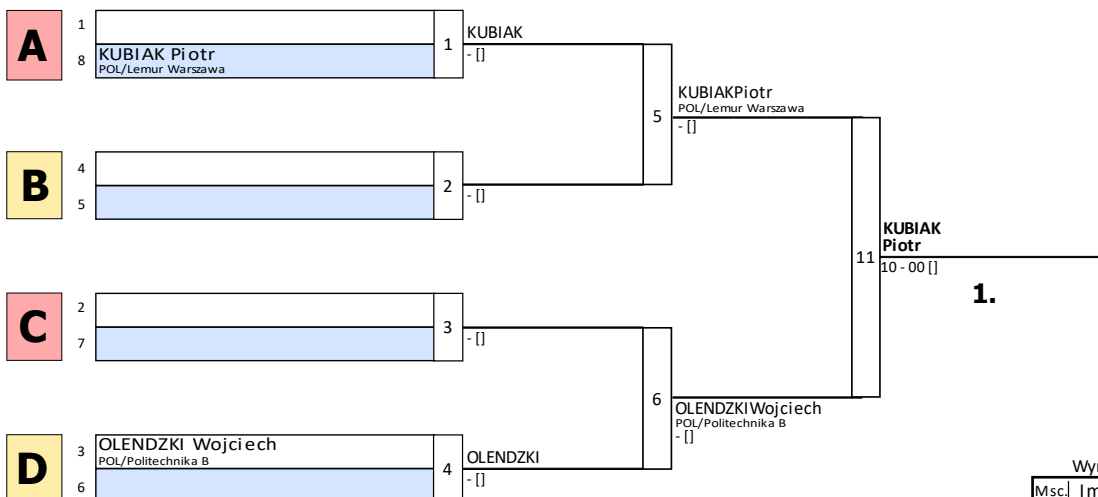 A
1
8
KUBIAK Piotr
POL/Lemur Warszawa
1
KUBIAK
- []
B
4
5
2
- []
5
KUBIAKPiotr
POL/Lemur Warszawa
- []
C
2
7
3
- []
D
3
6
OLENDZKI Wojciech
POL/Politechnika B
4
OLENDZKI
- []
6
OLENDZKIWojciech
POL/Politechnika B
- []
11
KUBIAK
Piotr
10 - 00 []
1.
Msc.